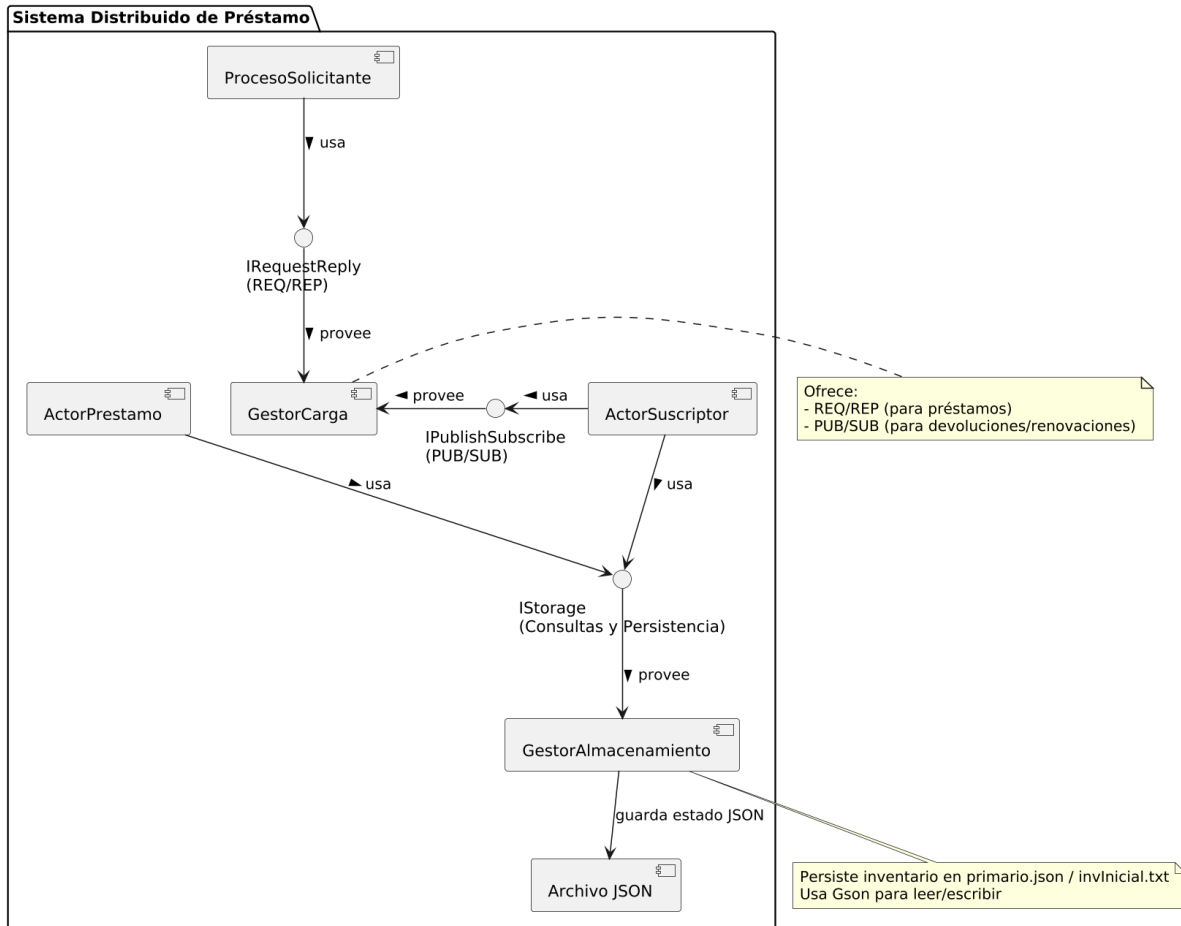 Sistema Distribuido de Préstamo
ProcesoSolicitante
usa
IRequestReply
(REQ/REP)
provee
ActorPrestamo
GestorCarga
provee
usa
ActorSuscriptor
IPublishSubscribe
(PUB/SUB)
Ofrece:
- REQ/REP (para préstamos)
- PUB/SUB (para devoluciones/renovaciones)
usa
usa
IStorage
(Consultas y Persistencia)
provee
GestorAlmacenamiento
guarda estado JSON
Archivo JSON
Persiste inventario en primario.json / invInicial.txt
Usa Gson para leer/escribir